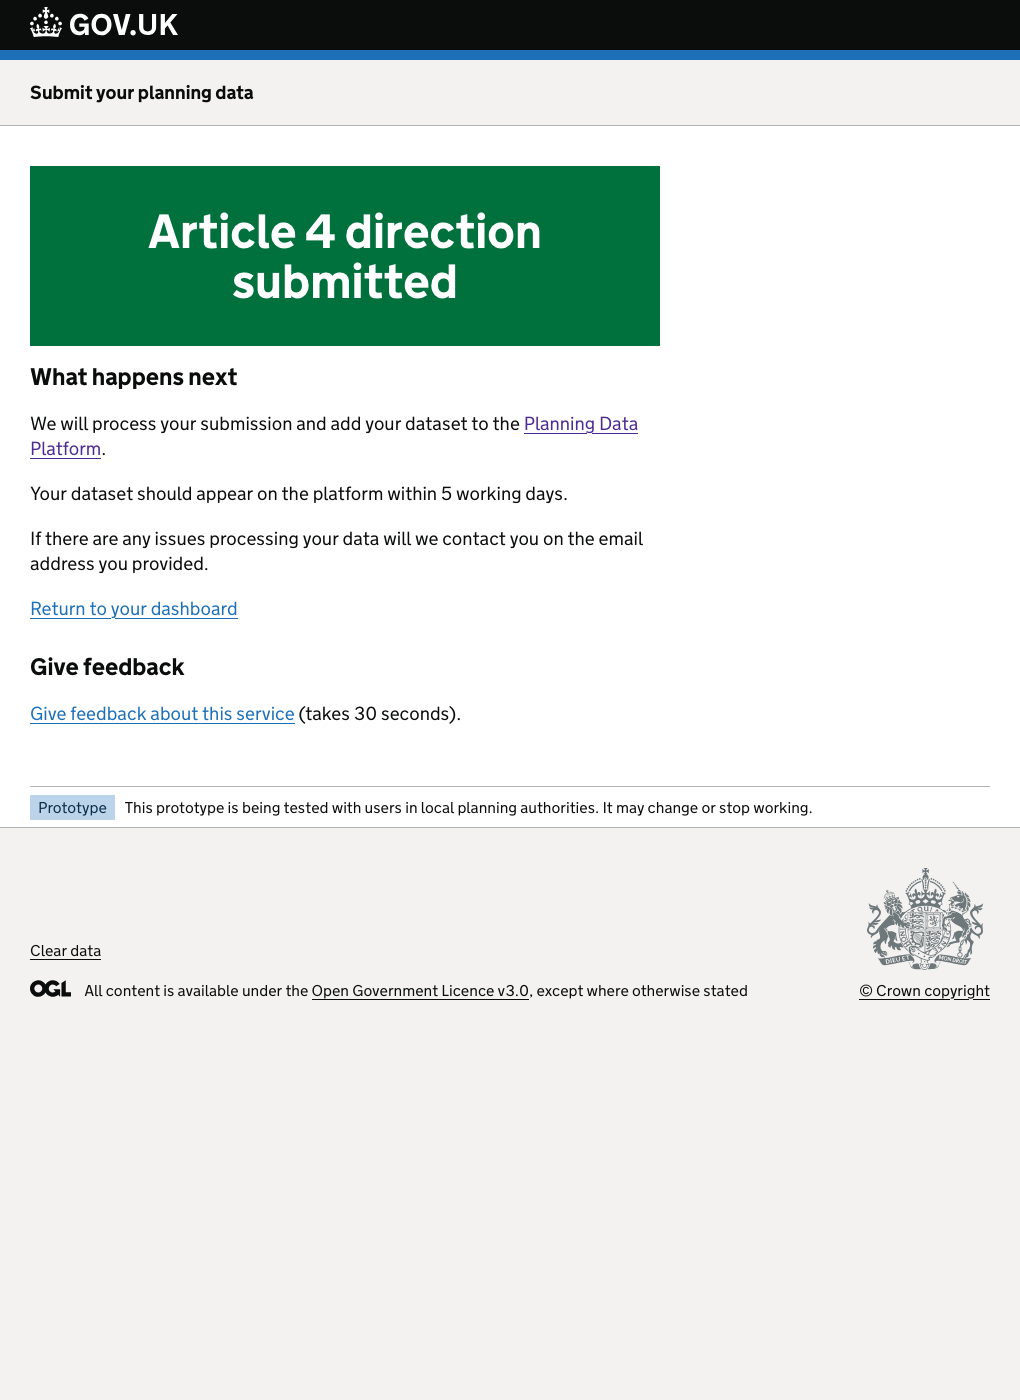 GOV.UK
Submit your planning data
Article 4 direction
submitted
What happens next
We will process your submission and add your dataset to the Planning Data
Platform.
Your dataset should appear on the platform within 5 working days.
If there are any issues processing your data will we contact you on the email
address you provided.
Return to your dashboard
Give feedback
Give feedback about this service (takes 30 seconds).
Prototype This prototype is being tested with users in local planning authorities. It may change or stop working.
Clear data
DIEU ET MON DROIT
OGL All content is available under the Open Government Licence v3.0, except where otherwise stated
© Crown copyright